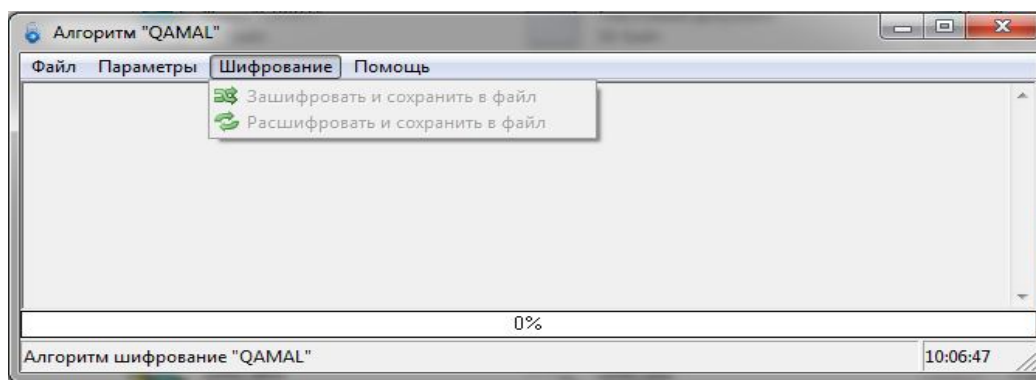 Алгоритм "QAMAL"
Файл Параметры Шифрование Помощь
Зашифровать и сохранить в файл
Расшифровать и сохранить в файл
0%
Алгоритм шифрование "QAMAL" 10:06:47